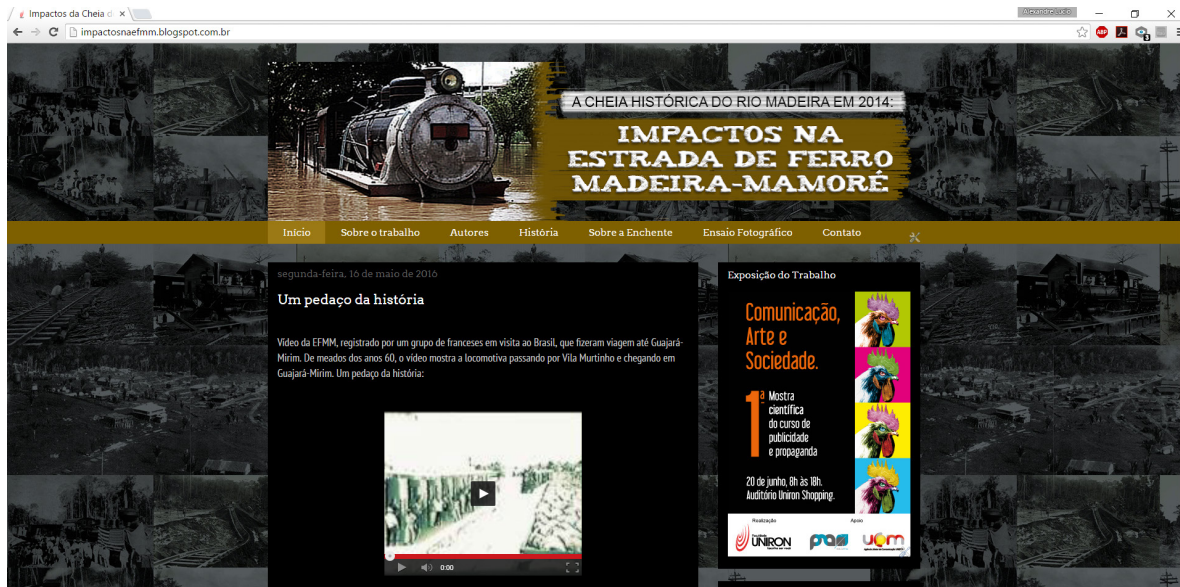 Impactos da Cheia d
Alexandre Lucio
impactosnaefmm.blogspot.com.br
ABP
3
A CHEIA HISTÓRICA DO RIO MADEIRA EM 2014:
IMPACTOS NA
ESTRADA DE FERRO
MADEIRA-MAMORÉ
Início Sobre o trabalho Autores História Sobre a Enchente Ensaio Fotográfico Contato
segunda-feira, 16 de maio de 2016
Um pedaço da história
Vídeo da EFMM, registrado por um grupo de franceses em visita ao Brasil, que fizeram viagem até Guajará-
Mirim. De meados dos anos 60, o vídeo mostra a locomotiva passando por Vila Murtinho e chegando em
Guajará-Mirim. Um pedaço da história:
0:00
Exposição do Trabalho
Comunicação,
Arte e
Sociedade.
1ª Mostra
científica
do curso de
publicidade
e propaganda
20 de junho, 8h às 18h.
Auditório Uniron Shopping.
Realização Apoio
UNIRON